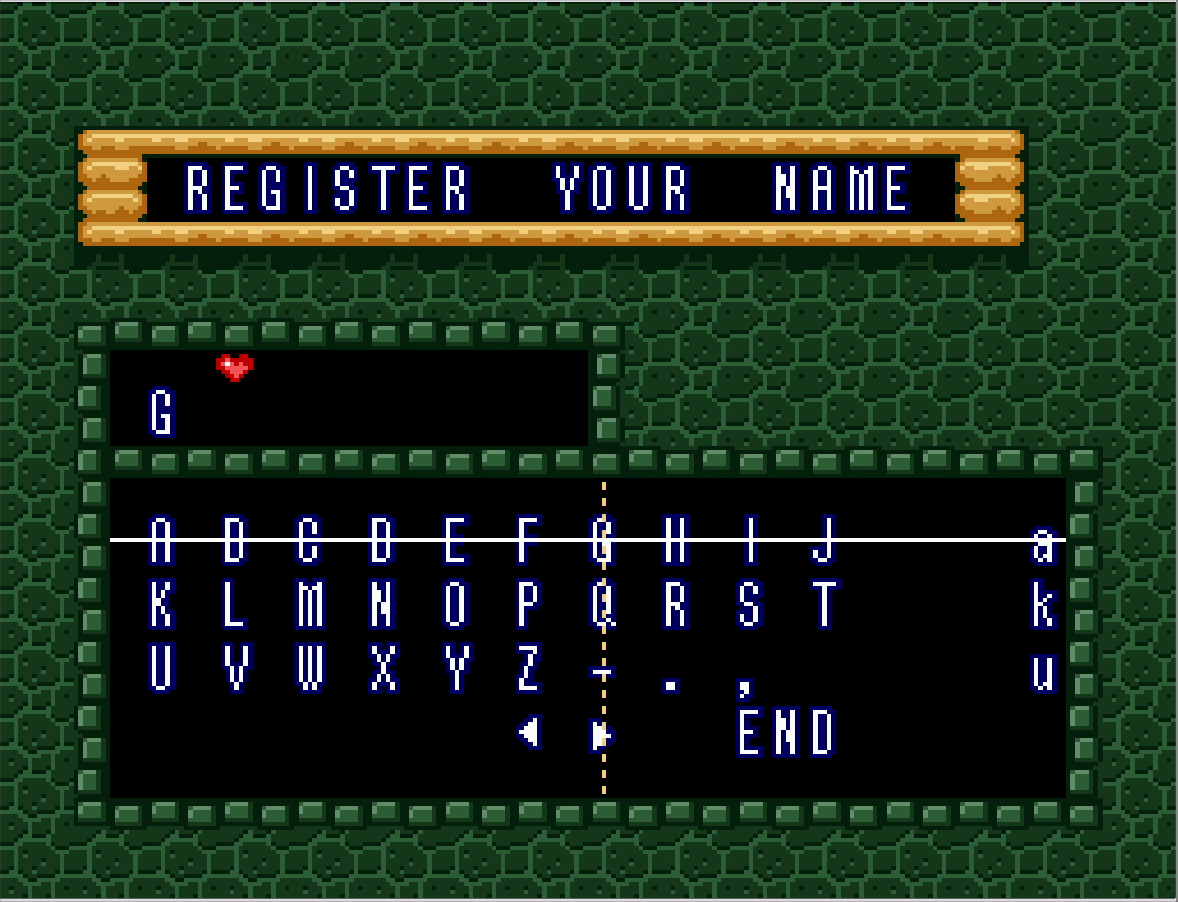 REGISTER YOUR NAME
G
A B C D E F G H I J a
K L M N O P Q R S T k
U V W X Y Z - . , u
END